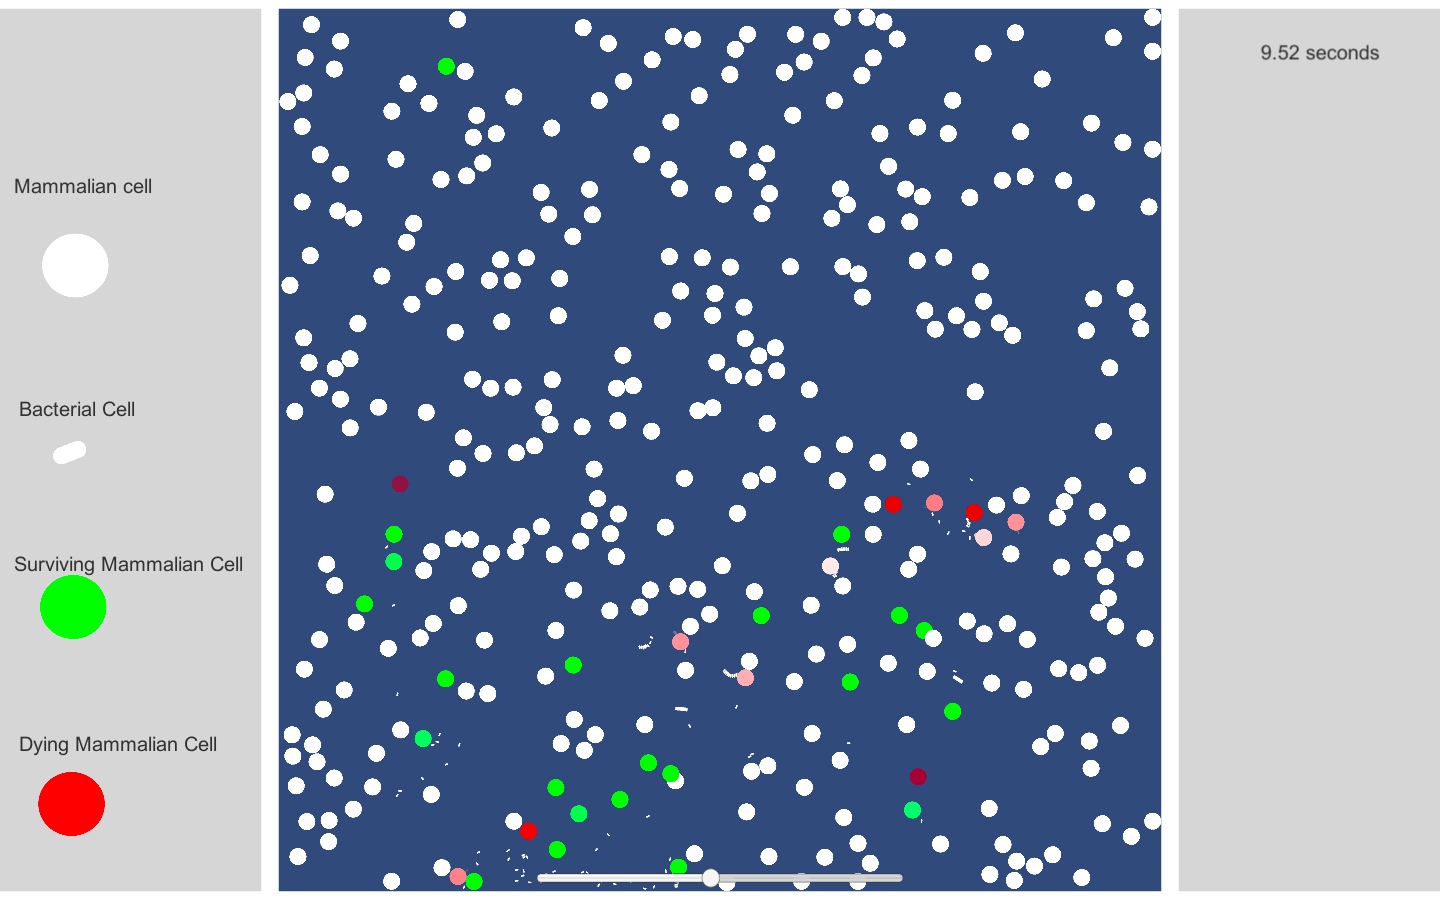 9.52 seconds
Mammalian cell
Bacterial Cell
Surviving Mammalian Cell
Dying Mammalian Cell